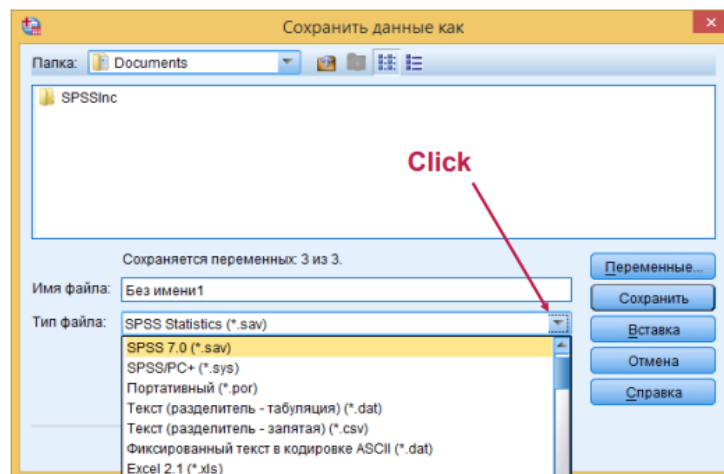 Сохранить данные как
Папка: Documents
SPSSInc
Click
Сохраняется переменных: 3 из 3.
Переменные...
Имя файла: Без имени1
Сохранить
Тип файла: SPSS Statistics (*.sav)
Вставка
SPSS 7.0 (*.sav)
SPSS/PC+ (*.sys)
Отмена
Портативный (*.por)
Справка
Текст (разделитель - табуляция) (*.dat)
Текст (разделитель - запятая) (*.csv)
Фиксированный текст в кодировке ASCII (*.dat)
Excel 2.1 (*.xls)